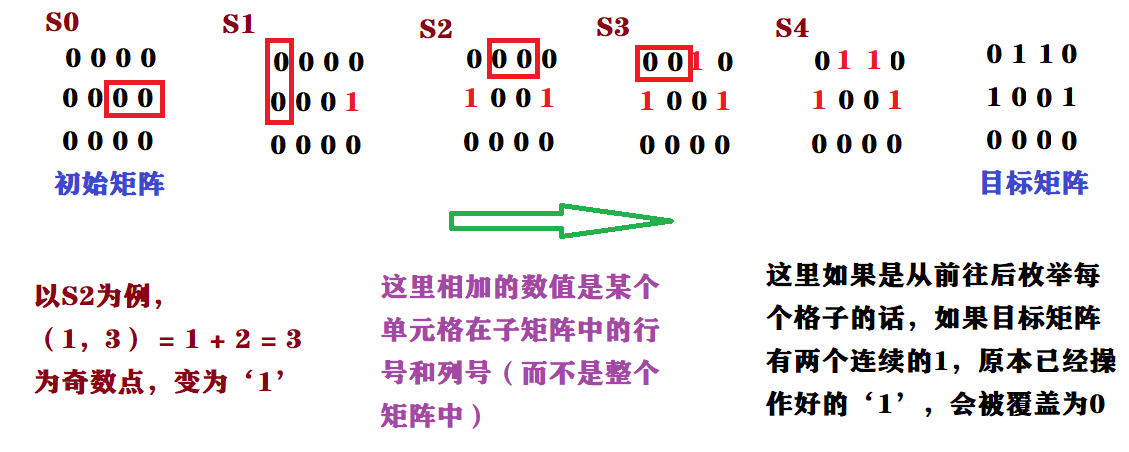 S0 S1 S2 S3 S4
0 0 0 0 0 0 0 0 0 0 0 0 0 0 1 0 0 1 1 0 0 1 1 0
0 0 0 0 0 0 0 1 1 0 0 1 1 0 0 1 1 0 0 1 1 0 0 1
0 0 0 0 0 0 0 0 0 0 0 0 0 0 0 0 0 0 0 0 0 0 0 0
初始矩阵 目标矩阵
以S2为例，
（1，3）= 1 + 2 = 3
为奇数点，变为‘1’
这里相加的数值是某个
单元格在子矩阵中的行
号和列号（而不是整个
矩阵中）
这里如果是从前往后枚举每
个格子的话，如果目标矩阵
有两个连续的1，原本已经操
作好的‘1’，会被覆盖为0